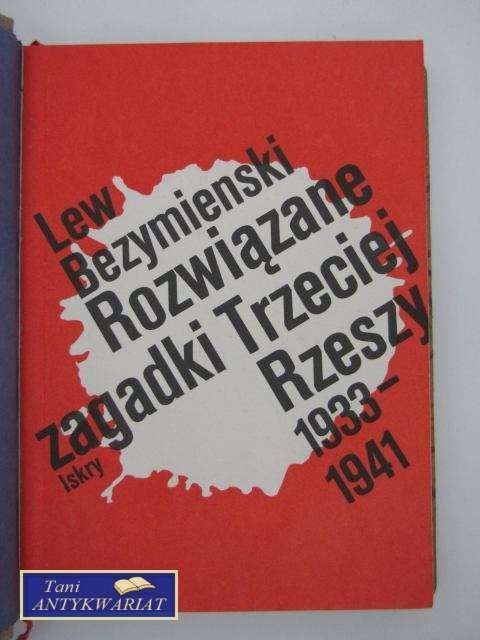 Lew
Bezymienski
Rozwiązane
zagadki Trzeciej
Rzeszy
1933–
1941
Iskry
Tani
ANTYKWARIAT